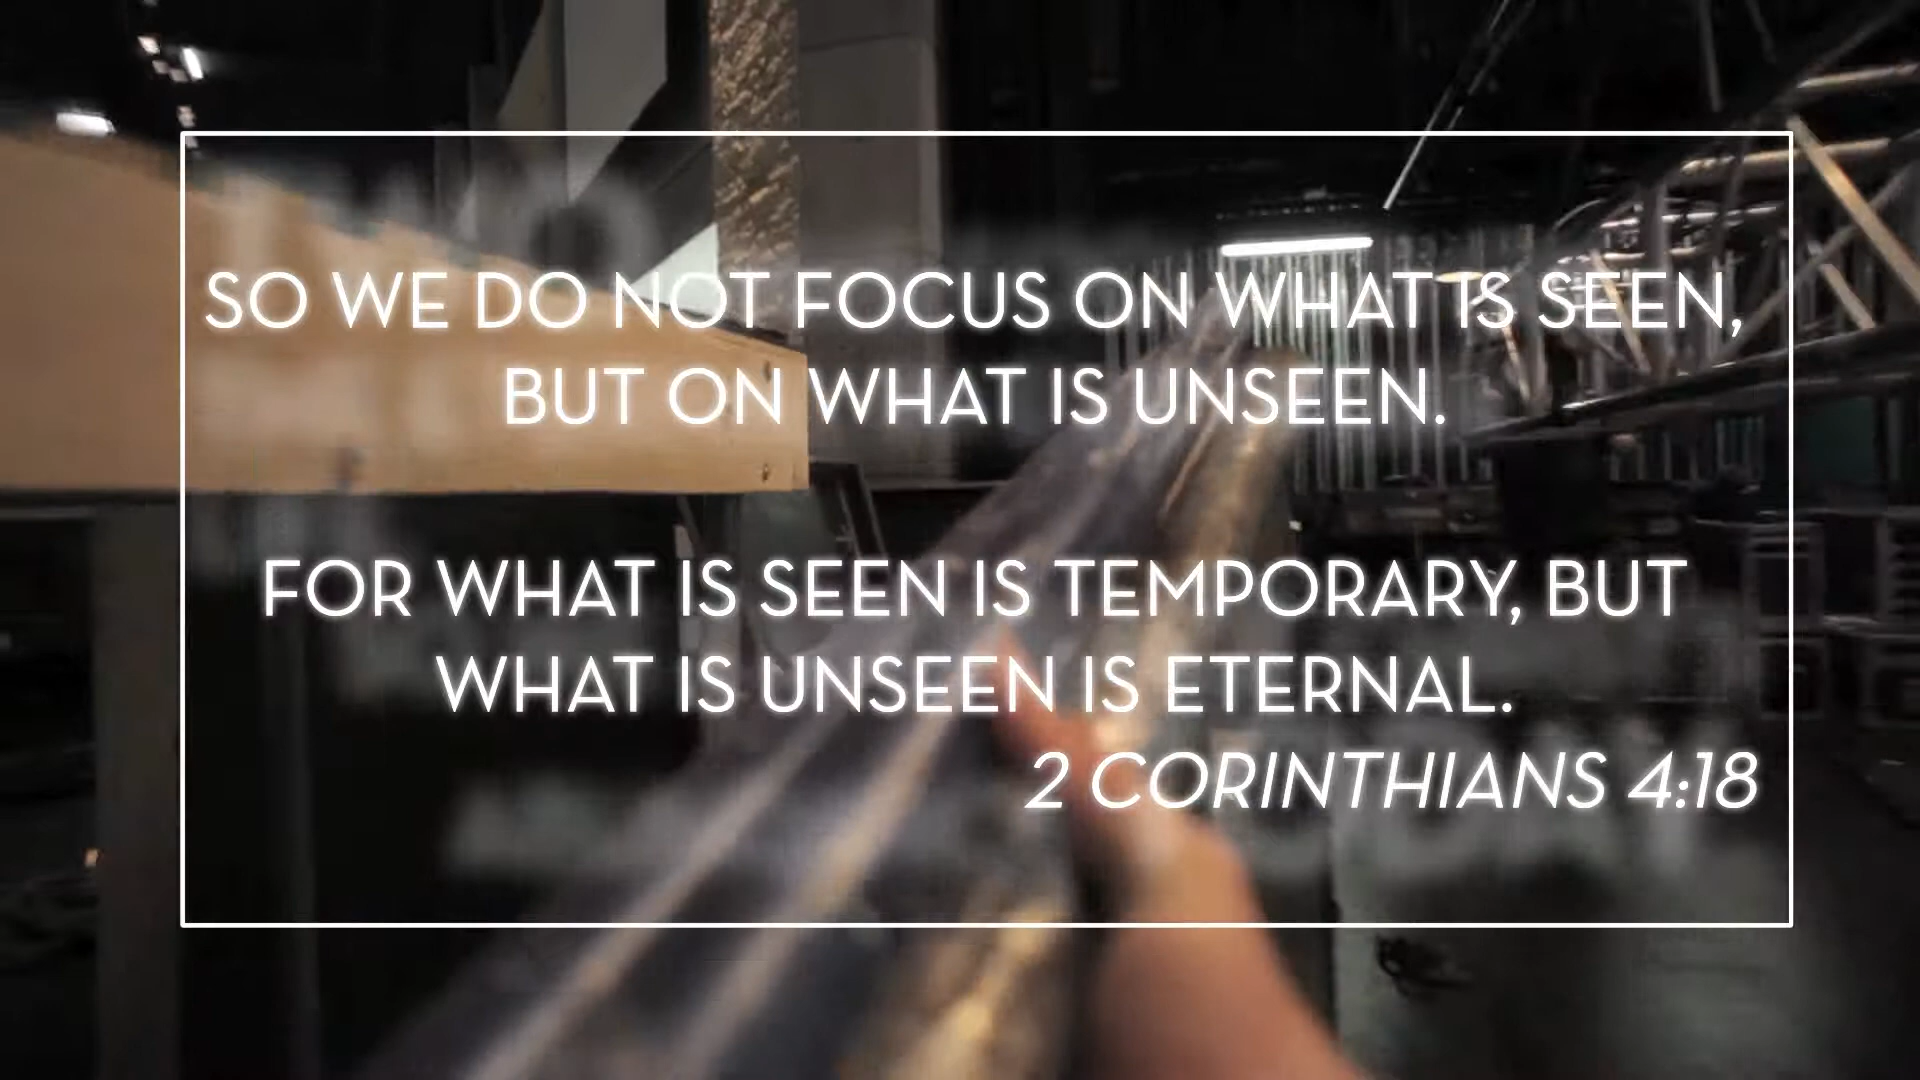 SO WE DO NOT FOCUS ON WHAT IS SEEN,
BUT ON WHAT IS UNSEEN.
FOR WHAT IS SEEN IS TEMPORARY, BUT
WHAT IS UNSEEN IS ETERNAL.
2 CORINTHIANS 4:18